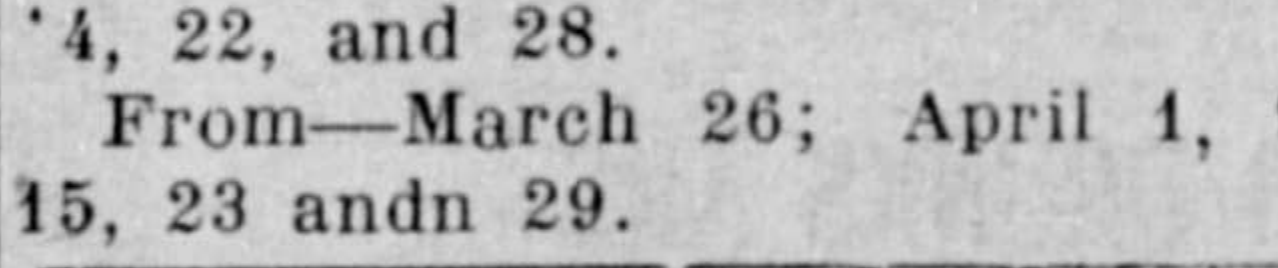 '4, 22, and 28.
From—March 26; April 1,
15, 23 andn 29.